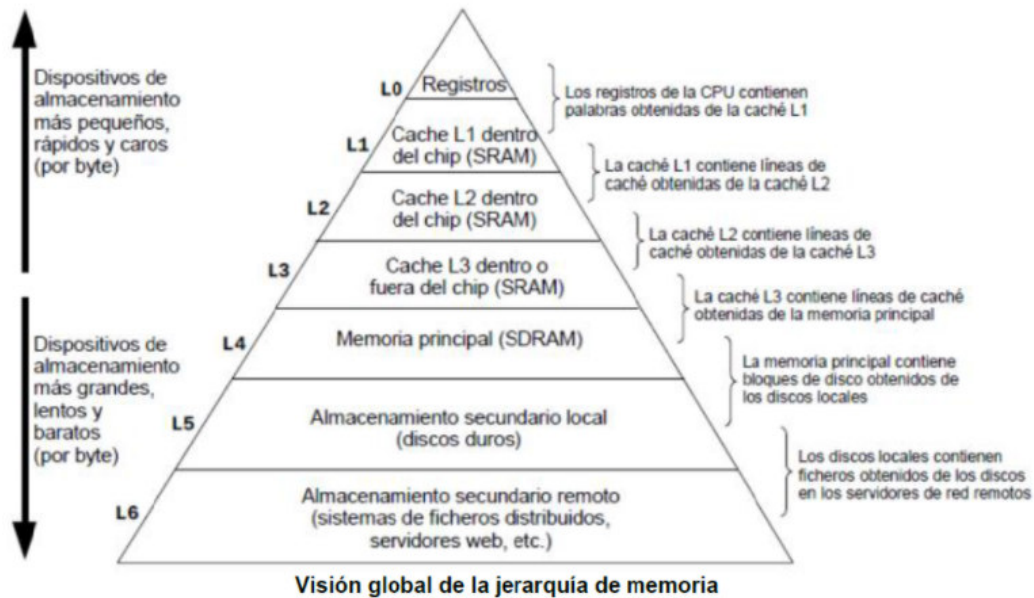 Dispositivos de
almacenamiento
más pequeños,
rápidos y caros
(por byte)
Dispositivos de
almacenamiento
más grandes,
lentos y
baratos
(por byte)
L0
Registros
L1
Cache L1 dentro
del chip (SRAM)
L2
Cache L2 dentro
del chip (SRAM)
L3
Cache L3 dentro o
fuera del chip (SRAM)
L4
Memoria principal (SDRAM)
L5
Almacenamiento secundario local
(discos duros)
L6
Almacenamiento secundario remoto
(sistemas de ficheros distribuidos,
servidores web, etc.)
Los registros de la CPU contienen
palabras obtenidas de la caché L1
La caché L1 contiene líneas de
caché obtenidas de la caché L2
La caché L2 contiene líneas de
caché obtenidas de la caché L3
La caché L3 contiene líneas de caché
obtenidas de la memoria principal
La memoria principal contiene
bloques de disco obtenidos de
los discos locales
Los discos locales contienen
ficheros obtenidos de los discos
en los servidores de red remotos
Visión global de la jerarquía de memoria